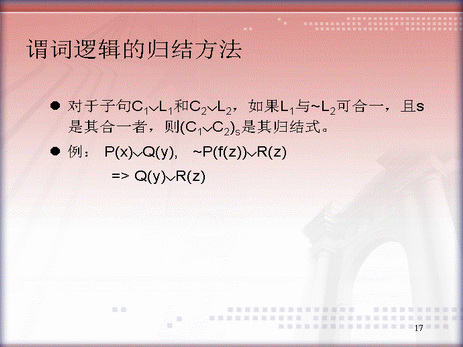 谓词逻辑的归结方法
● 对于子句C₁∨L₁和C₂∨L₂，如果L₁与~L₂可合一，且s
是其合一者，则(C₁∨C₂)ₛ是其归结式。
● 例： P(x)∨Q(y)， ~P(f(z))∨R(z)
=> Q(y)∨R(z)
17